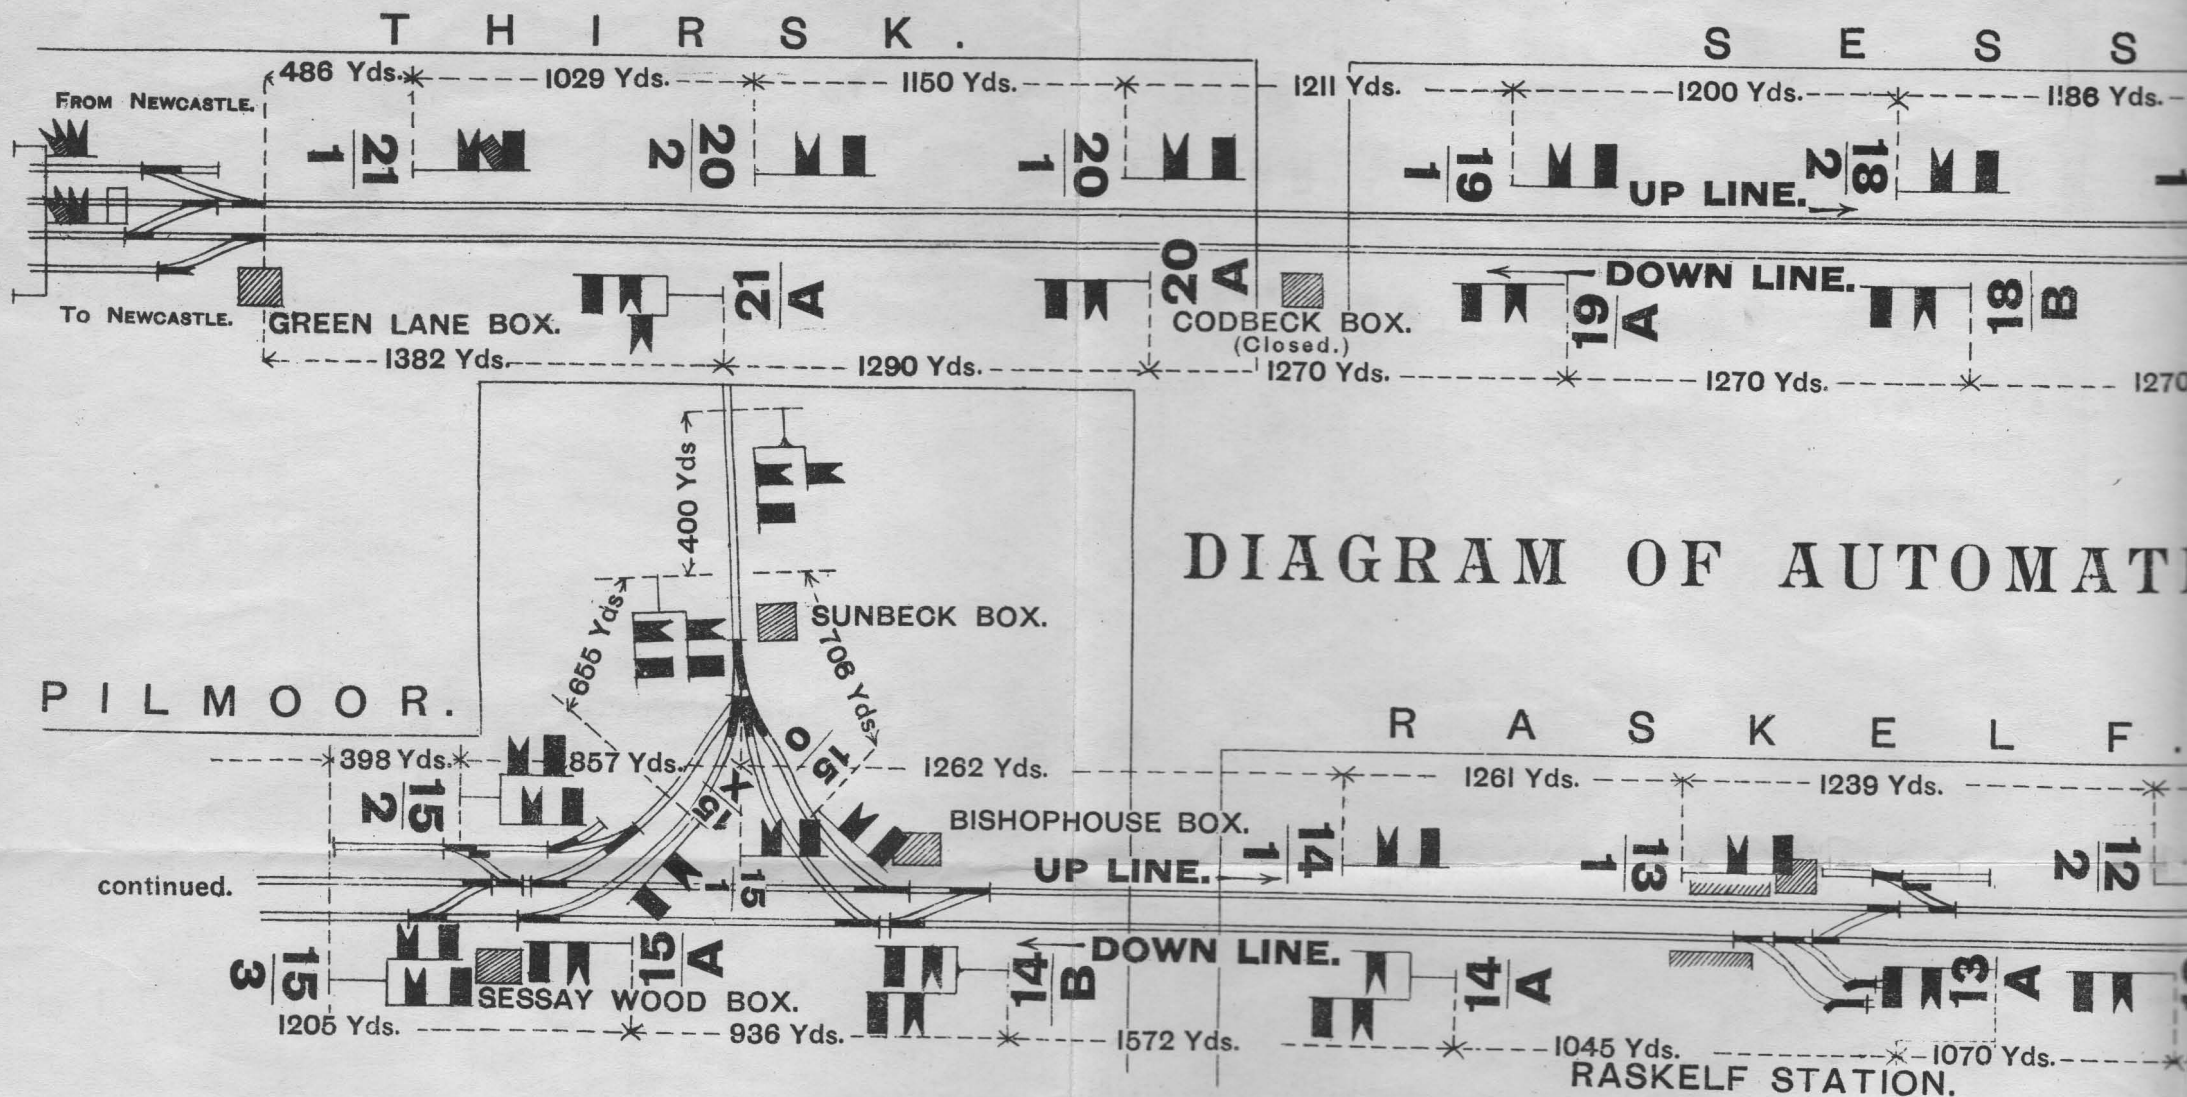 T H I R S K .
S E S S
486 Yds. 1029 Yds. 1150 Yds. 1211 Yds. 1200 Yds. 1186 Yds.
FROM NEWCASTLE.
21 1
20 2
20 1
19 1
18 2
1
UP LINE.
DOWN LINE.
21 A
20 A
19 A
18 B
TO NEWCASTLE.
GREEN LANE BOX.
CODBECK BOX.
(Closed.)
1382 Yds. 1290 Yds. 1270 Yds. 1270 Yds. 1270
400 Yds
DIAGRAM OF AUTOMATI
SUNBECK BOX.
655 Yds.
706 Yds.
PILMOOR.
R A S K E L F .
398 Yds. 857 Yds. 1262 Yds. 1261 Yds. 1239 Yds.
15 2
15 X
15 0
BISHOPHOUSE BOX.
UP LINE.
14 1
13 1
12 2
continued.
15 1
DOWN LINE.
15 3
15 A
14 B
14 A
13 A
SESSAY WOOD BOX.
1205 Yds. 936 Yds. 1572 Yds. 1045 Yds. 1070 Yds.
RASKELF STATION.